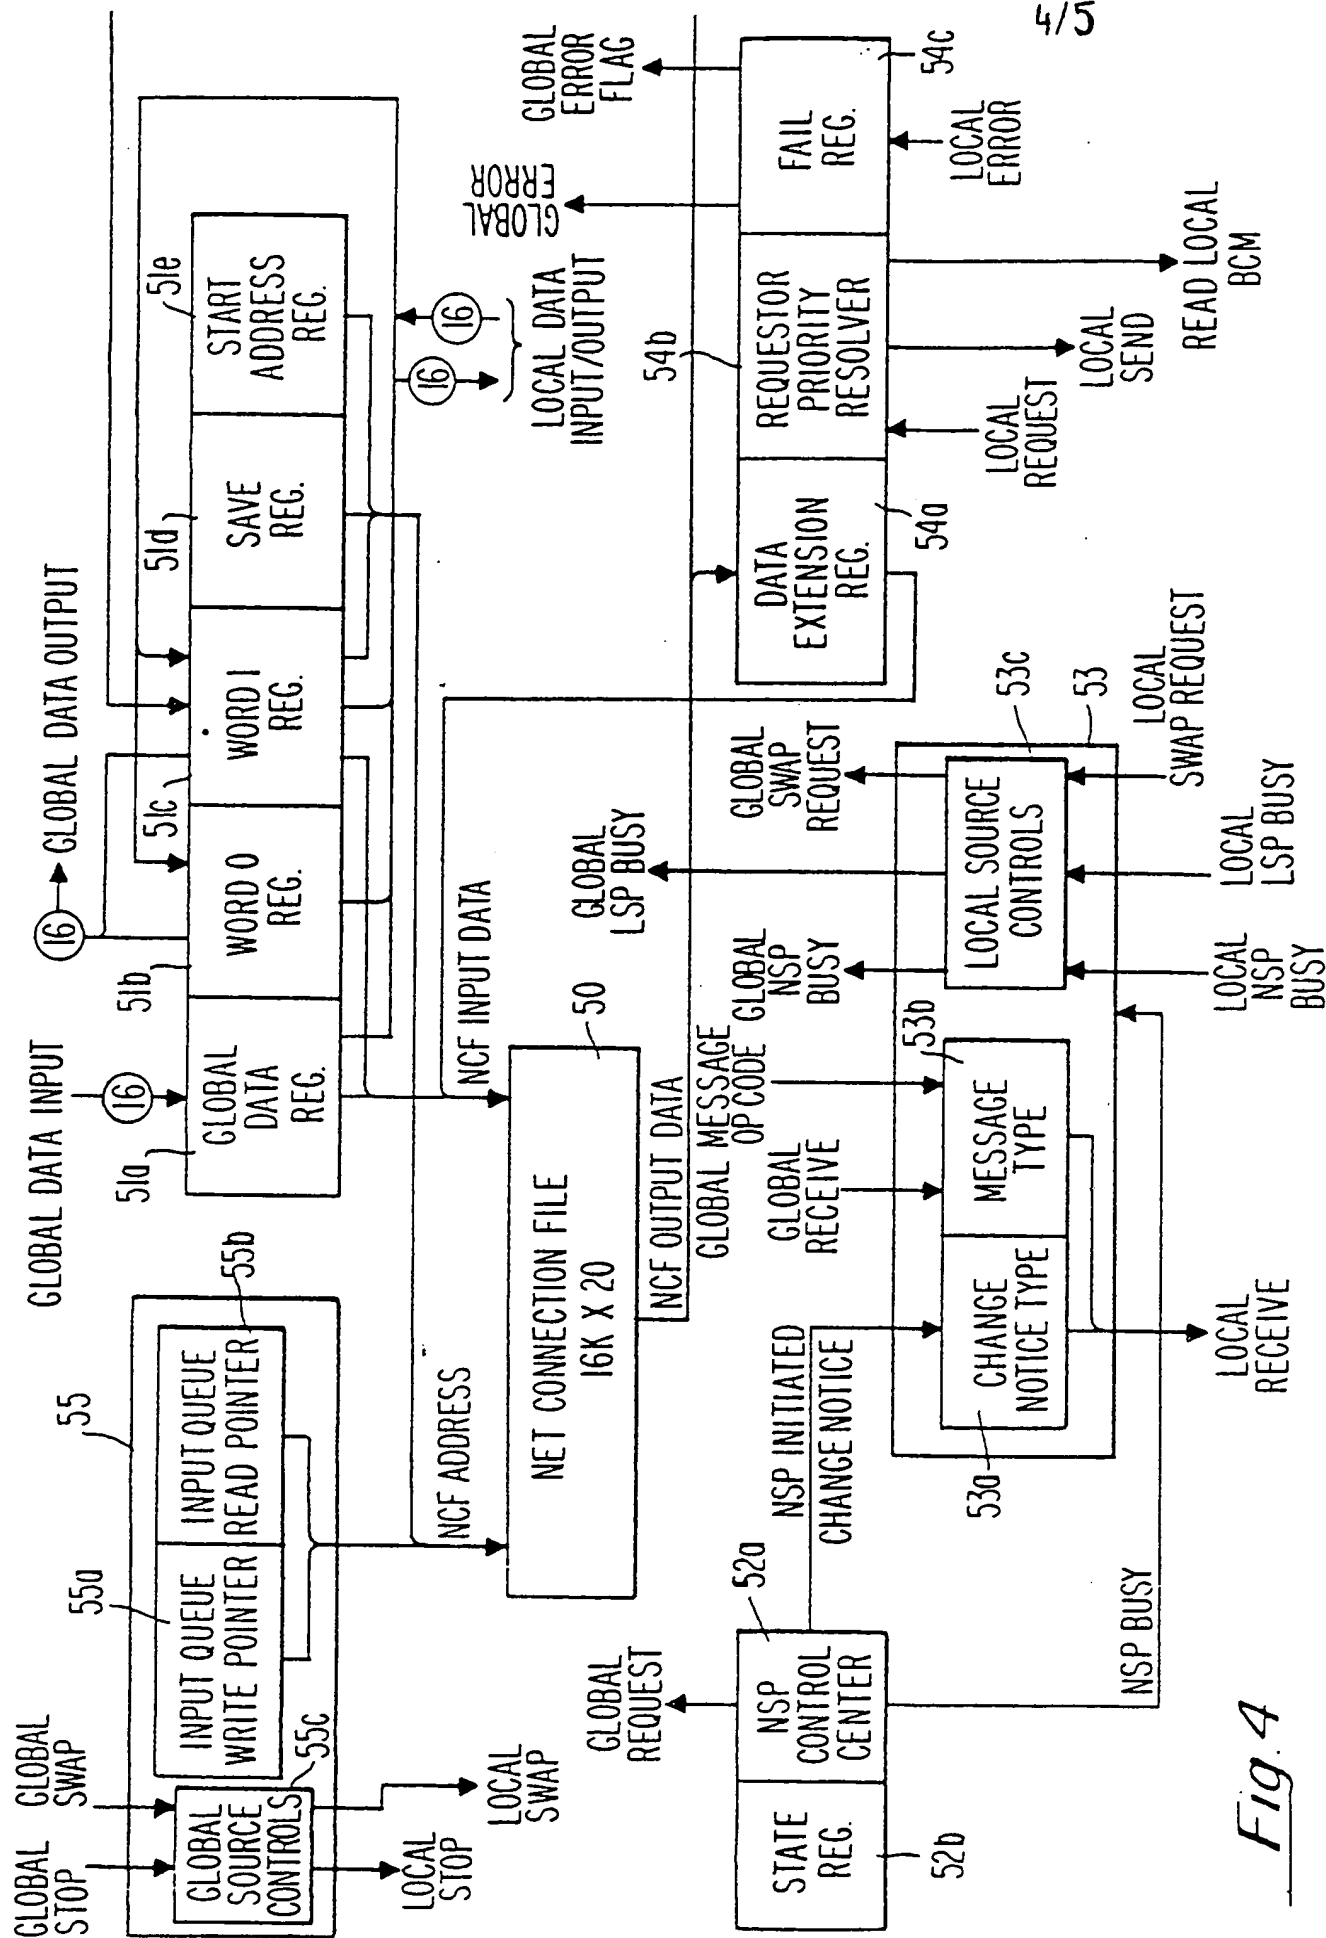 4/5
GLOBAL
STOP
GLOBAL
SWAP
55
55a
55b
INPUT QUEUE
WRITE POINTER
INPUT QUEUE
READ POINTER
GLOBAL
SOURCE
CONTROLS
55c
LOCAL
STOP
LOCAL
SWAP
GLOBAL DATA INPUT
16
51a
GLOBAL
DATA
REG.
16
GLOBAL DATA OUTPUT
51b
WORD 0
REG.
51c
WORD 1
REG.
51d
SAVE
REG.
51e
START
ADDRESS
REG.
16
16
LOCAL DATA
INPUT/OUTPUT
NCF ADDRESS
NCF INPUT DATA
NET CONNECTION FILE
16K X 20
50
NCF OUTPUT DATA
GLOBAL
REQUEST
52a
STATE
REG.
NSP
CONTROL
CENTER
52b
NSP INITIATED
CHANGE NOTICE
NSP BUSY
GLOBAL
RECEIVE
GLOBAL MESSAGE
OP CODE
53a
CHANGE
NOTICE TYPE
MESSAGE
TYPE
53b
LOCAL
RECEIVE
GLOBAL
NSP
BUSY
GLOBAL
LSP BUSY
GLOBAL
SWAP
REQUEST
LOCAL SOURCE
CONTROLS
53c
53
LOCAL
NSP
BUSY
LOCAL
LSP BUSY
LOCAL
SWAP REQUEST
DATA
EXTENSION
REG.
54a
54b
REQUESTOR
PRIORITY
RESOLVER
FAIL
REG.
54c
GLOBAL
ERROR
GLOBAL
ERROR
FLAG
LOCAL
REQUEST
LOCAL
SEND
READ LOCAL
BCM
LOCAL
ERROR
Fig. 4